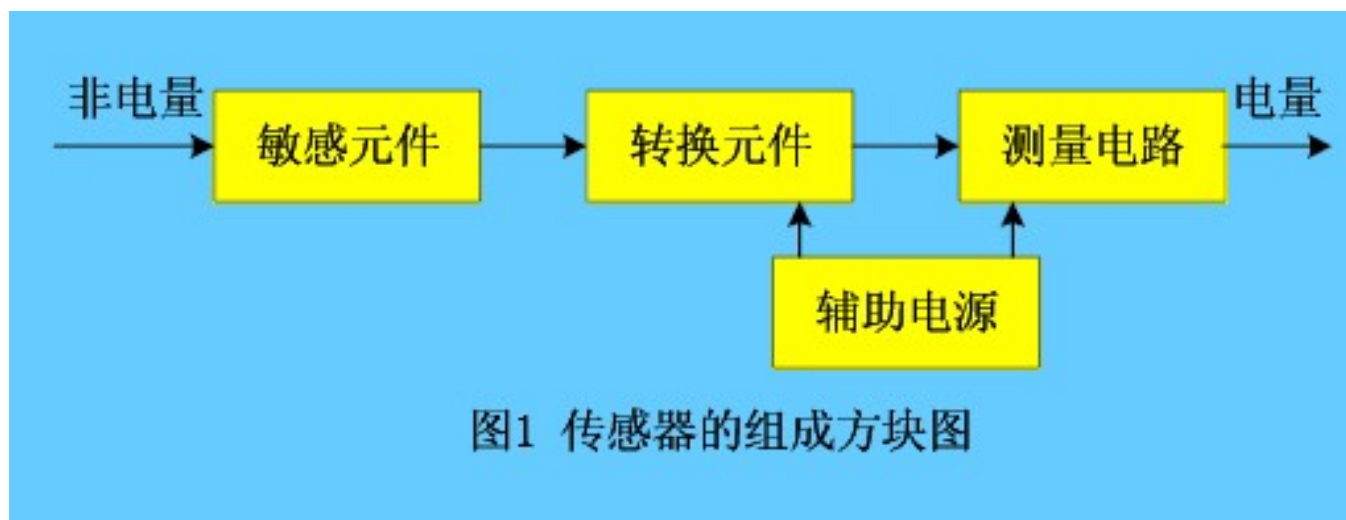 非电量
敏感元件
转换元件
测量电路
电量
辅助电源
图1 传感器的组成方块图